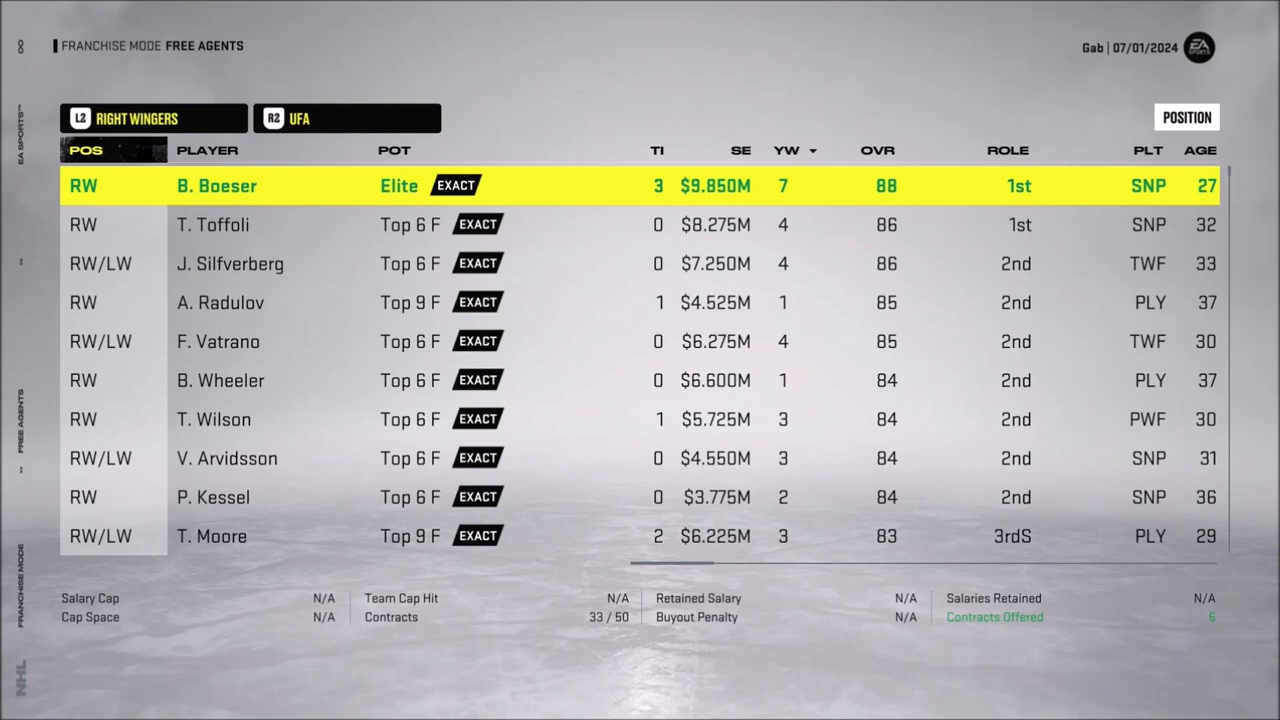 FRANCHISE MODE FREE AGENTS
Gab | 07/01/2024
EA SPORTS
L2 RIGHT WINGERS R2 UFA
POSITION
POS PLAYER POT TI SE YW OVR ROLE PLT AGE
RW B. Boeser Elite EXACT 3 $9.850M 7 88 1st SNP 27
RW T. Toffoli Top 6 F EXACT 0 $8.275M 4 86 1st SNP 32
RW/LW J. Silfverberg Top 6 F EXACT 0 $7.250M 4 86 2nd TWF 33
RW A. Radulov Top 9 F EXACT 1 $4.525M 1 85 2nd PLY 37
RW/LW F. Vatrano Top 6 F EXACT 0 $6.275M 4 85 2nd TWF 30
RW B. Wheeler Top 6 F EXACT 0 $6.600M 1 84 2nd PLY 37
RW T. Wilson Top 6 F EXACT 1 $5.725M 3 84 2nd PWF 30
RW/LW V. Arvidsson Top 6 F EXACT 0 $4.550M 3 84 2nd SNP 31
RW P. Kessel Top 6 F EXACT 0 $3.775M 2 84 2nd SNP 36
RW/LW T. Moore Top 9 F EXACT 2 $6.225M 3 83 3rdS PLY 29
Salary Cap N/A Team Cap Hit N/A Retained Salary N/A Salaries Retained N/A
Cap Space N/A Contracts 33 / 50 Buyout Penalty N/A Contracts Offered 6
NHL FRANCHISE MODE FREE AGENTS EA SPORTS™